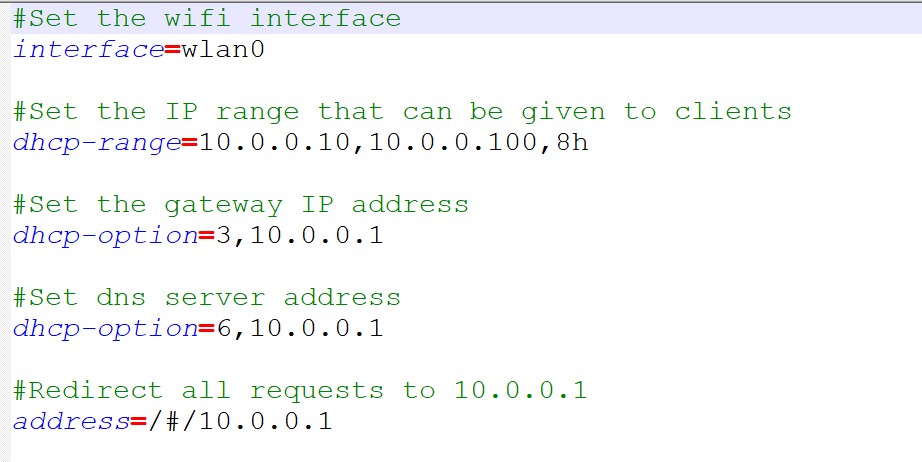 #Set the wifi interface
interface=wlan0
#Set the IP range that can be given to clients
dhcp-range=10.0.0.10,10.0.0.100,8h
#Set the gateway IP address
dhcp-option=3,10.0.0.1
#Set dns server address
dhcp-option=6,10.0.0.1
#Redirect all requests to 10.0.0.1
address=/#/10.0.0.1